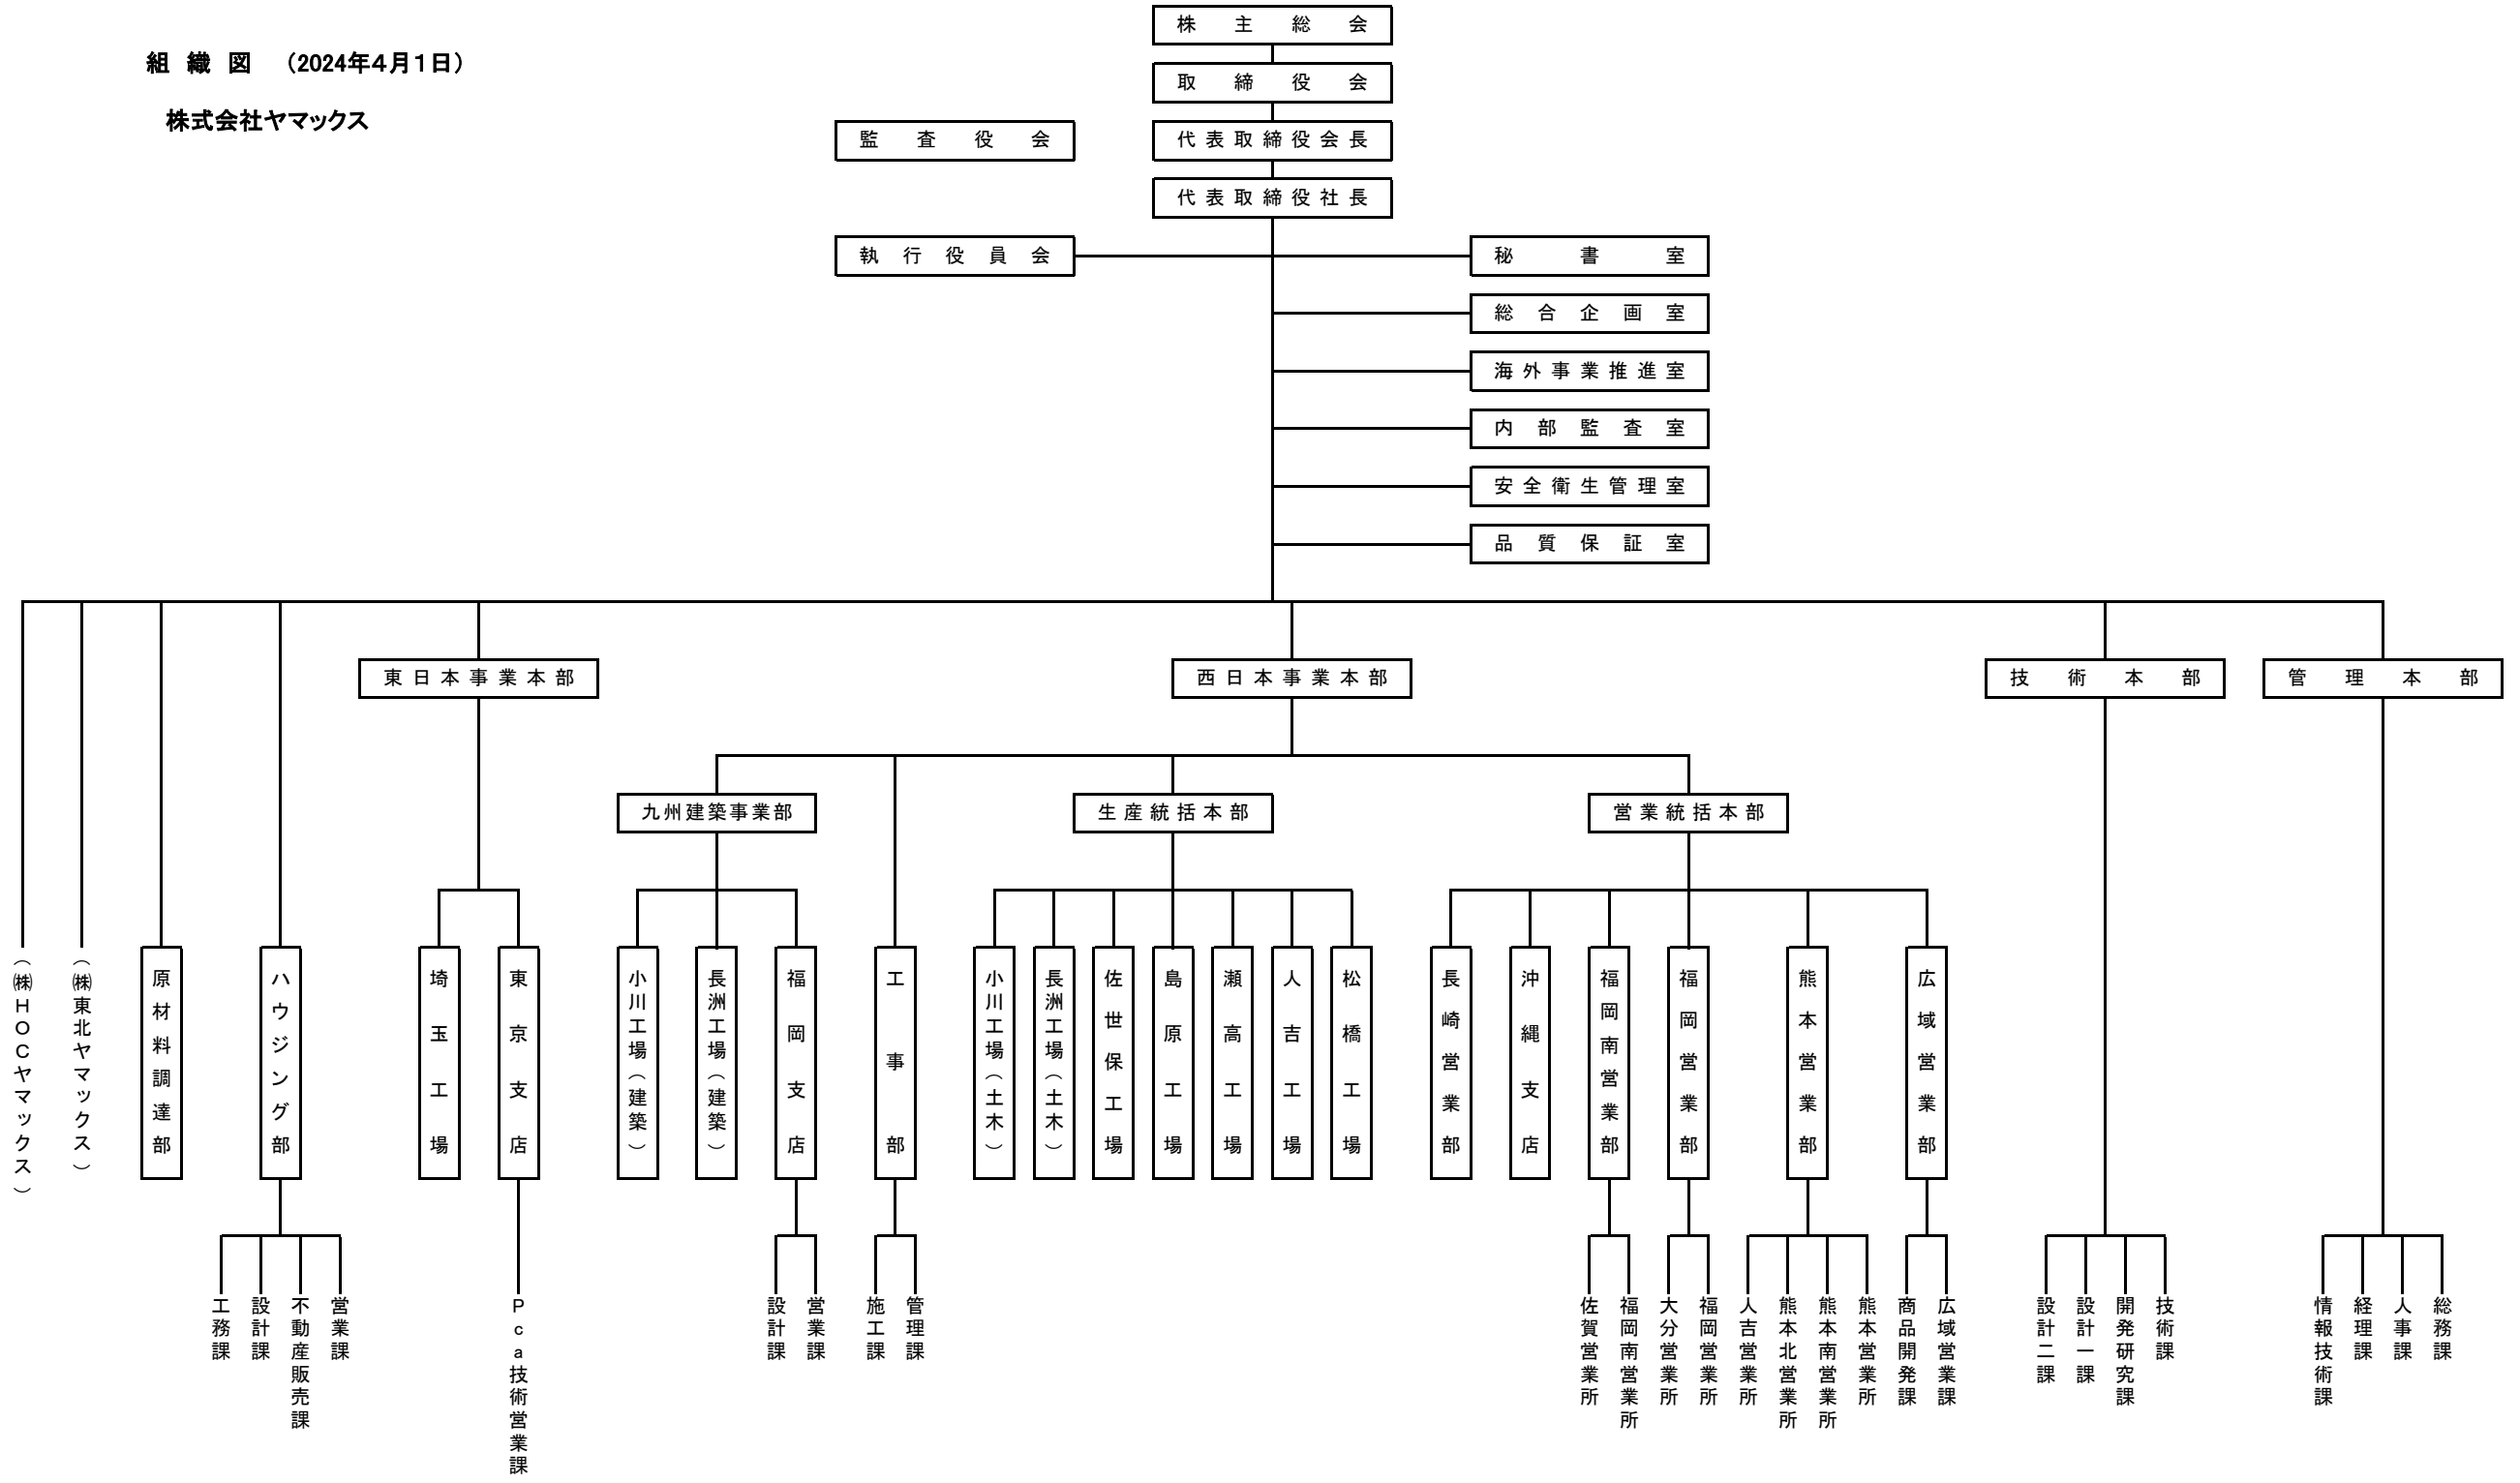 組織図 （2024年4月1日）
株式会社ヤマックス
株主総会
取締役会
監査役会
代表取締役会長
代表取締役社長
執行役員会
秘書室
総合企画室
海外事業推進室
内部監査室
安全衛生管理室
品質保証室
東日本事業本部
西日本事業本部
技術本部
管理本部
九州建築事業部
生産統括本部
営業統括本部
（㈱HOCヤマックス）
（㈱東北ヤマックス）
原材料調達部
ハウジング部
埼玉工場
東京支店
小川工場（建築）
長洲工場（建築）
福岡支店
工事部
小川工場（土木）
長洲工場（土木）
佐世保工場
島原工場
瀬高工場
人吉工場
松橋工場
長崎営業部
沖縄支店
福岡南営業部
福岡営業部
熊本営業部
広域営業部
工務課
設計課
不動産販売課
営業課
Pca技術営業課
設計課
営業課
施工課
管理課
佐賀営業所
福岡南営業所
大分営業所
福岡営業所
人吉営業所
熊本北営業所
熊本南営業所
熊本営業所
商品開発課
広域営業課
設計二課
設計一課
開発研究課
技術課
情報技術課
経理課
人事課
総務課